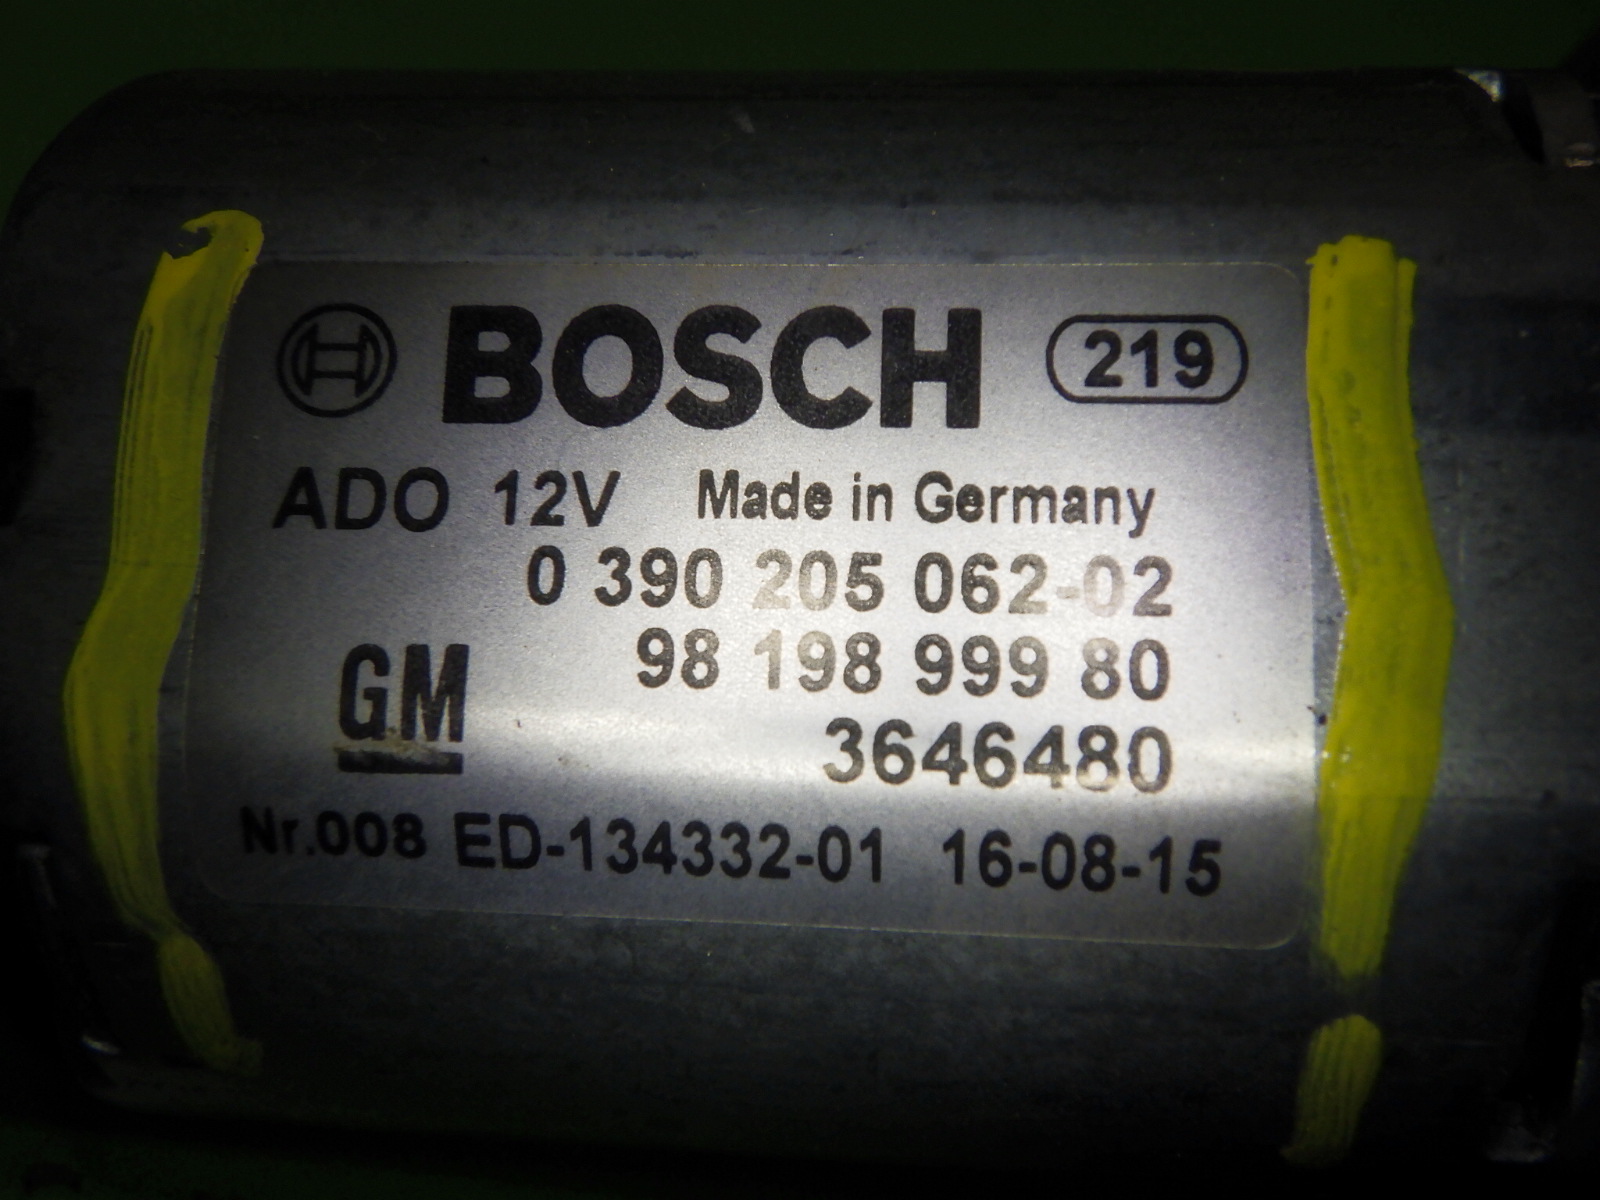 BOSCH 219
ADO 12V Made in Germany
0 390 205 062-02
98 198 999 80
GM
3646480
Nr.008 ED-134332-01 16-08-15